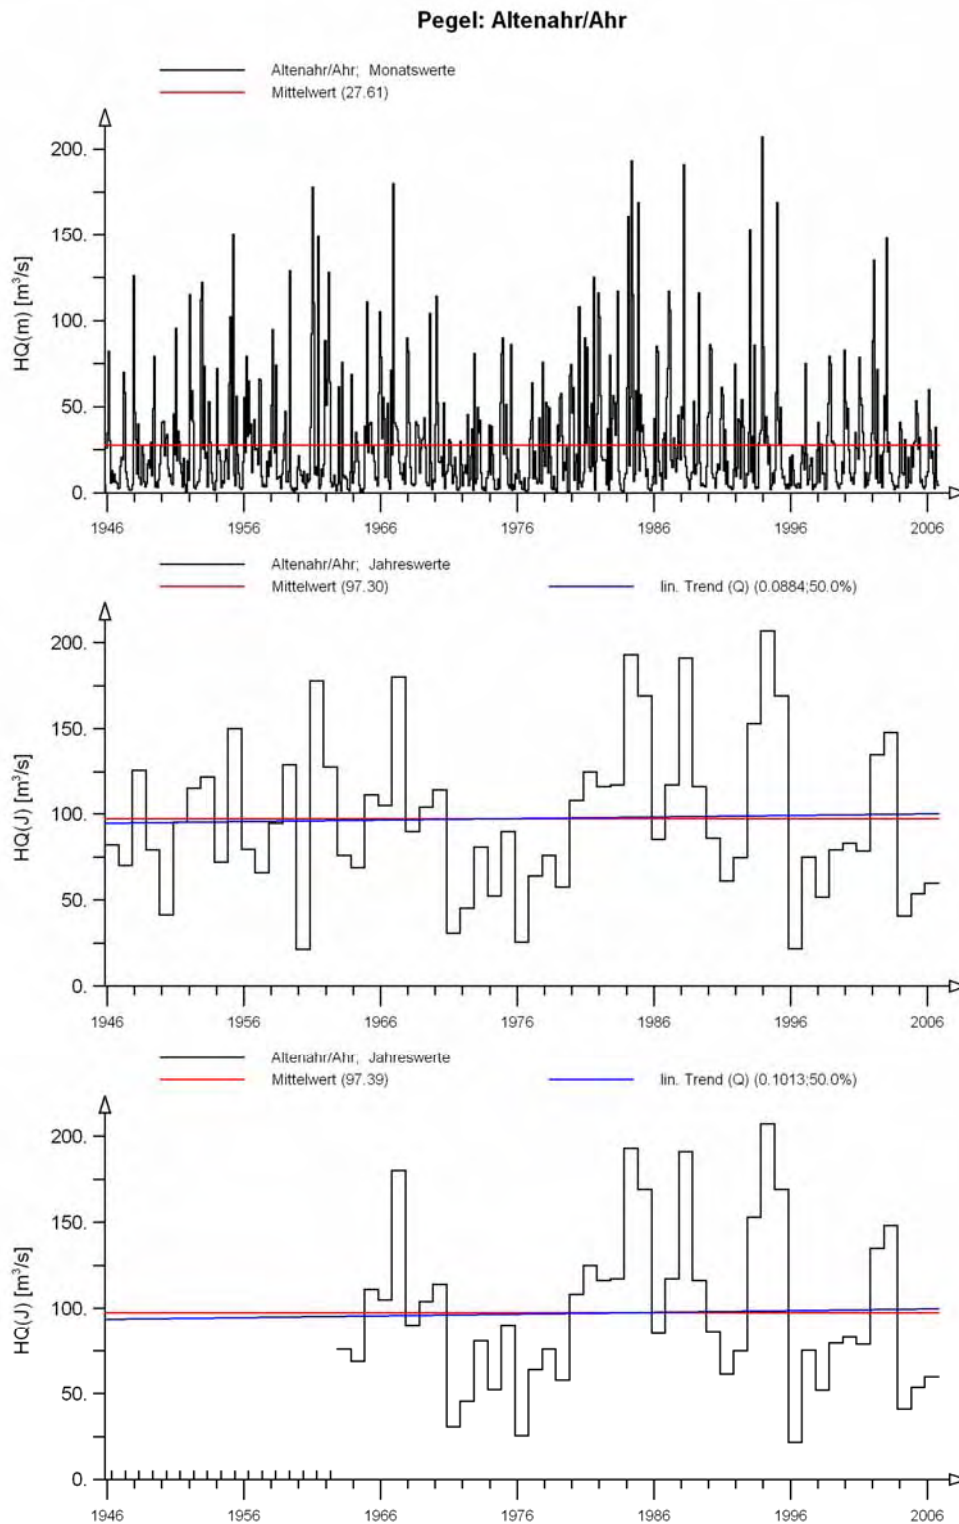 Pegel: Altenahr/Ahr
Altenahr/Ahr; Monatswerte
Mittelwert (27.61)
HQ(m) [m³/s]
200.
150.
100.
50.
0.
1946 1956 1966 1976 1986 1996 2006
Altenahr/Ahr; Jahreswerte
Mittelwert (97.30) lin. Trend (Q) (0.0884;50.0%)
HQ(J) [m³/s]
200.
150.
100.
50.
0.
1946 1956 1966 1976 1986 1996 2006
Altenahr/Ahr; Jahreswerte
Mittelwert (97.39) lin. Trend (Q) (0.1013;50.0%)
HQ(J) [m³/s]
200.
150.
100.
50.
0.
1946 1956 1966 1976 1986 1996 2006